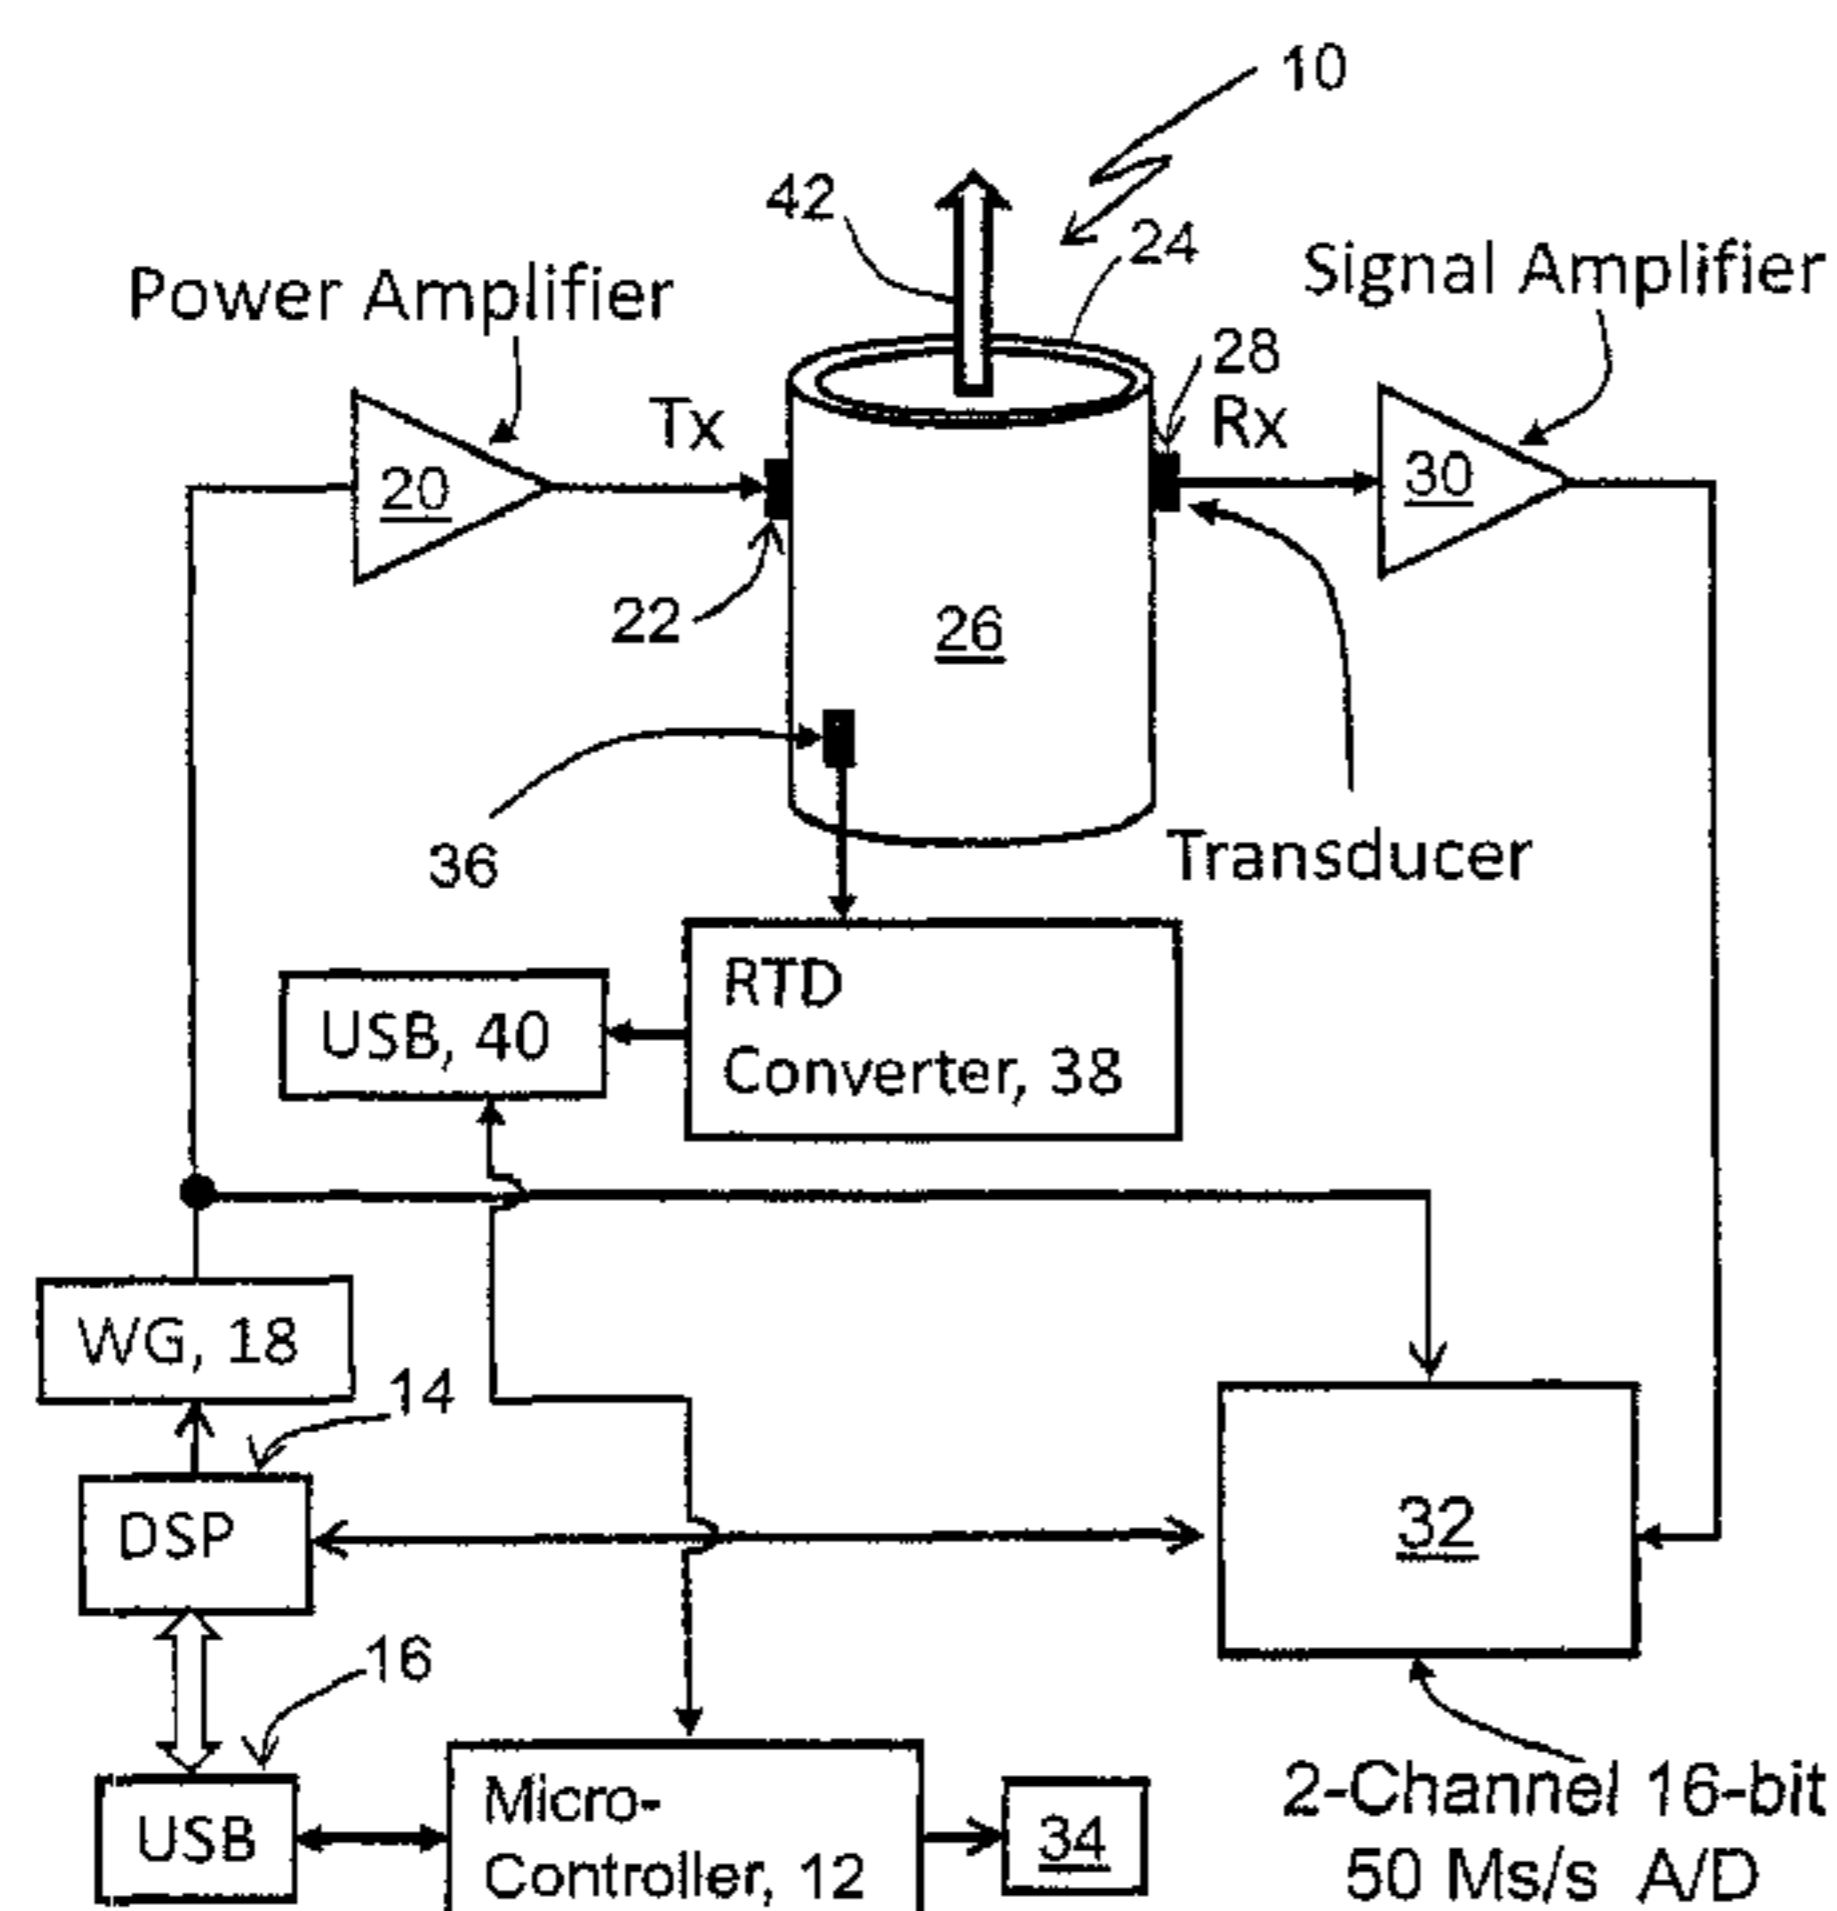 10
42
24
Power Amplifier
Signal Amplifier
28
Tx
Rx
20
30
22
26
36
Transducer
RTD
Converter, 38
USB, 40
WG, 18
14
DSP
32
16
2-Channel 16-bit
50 Ms/s A/D
USB
Micro-
Controller, 12
34